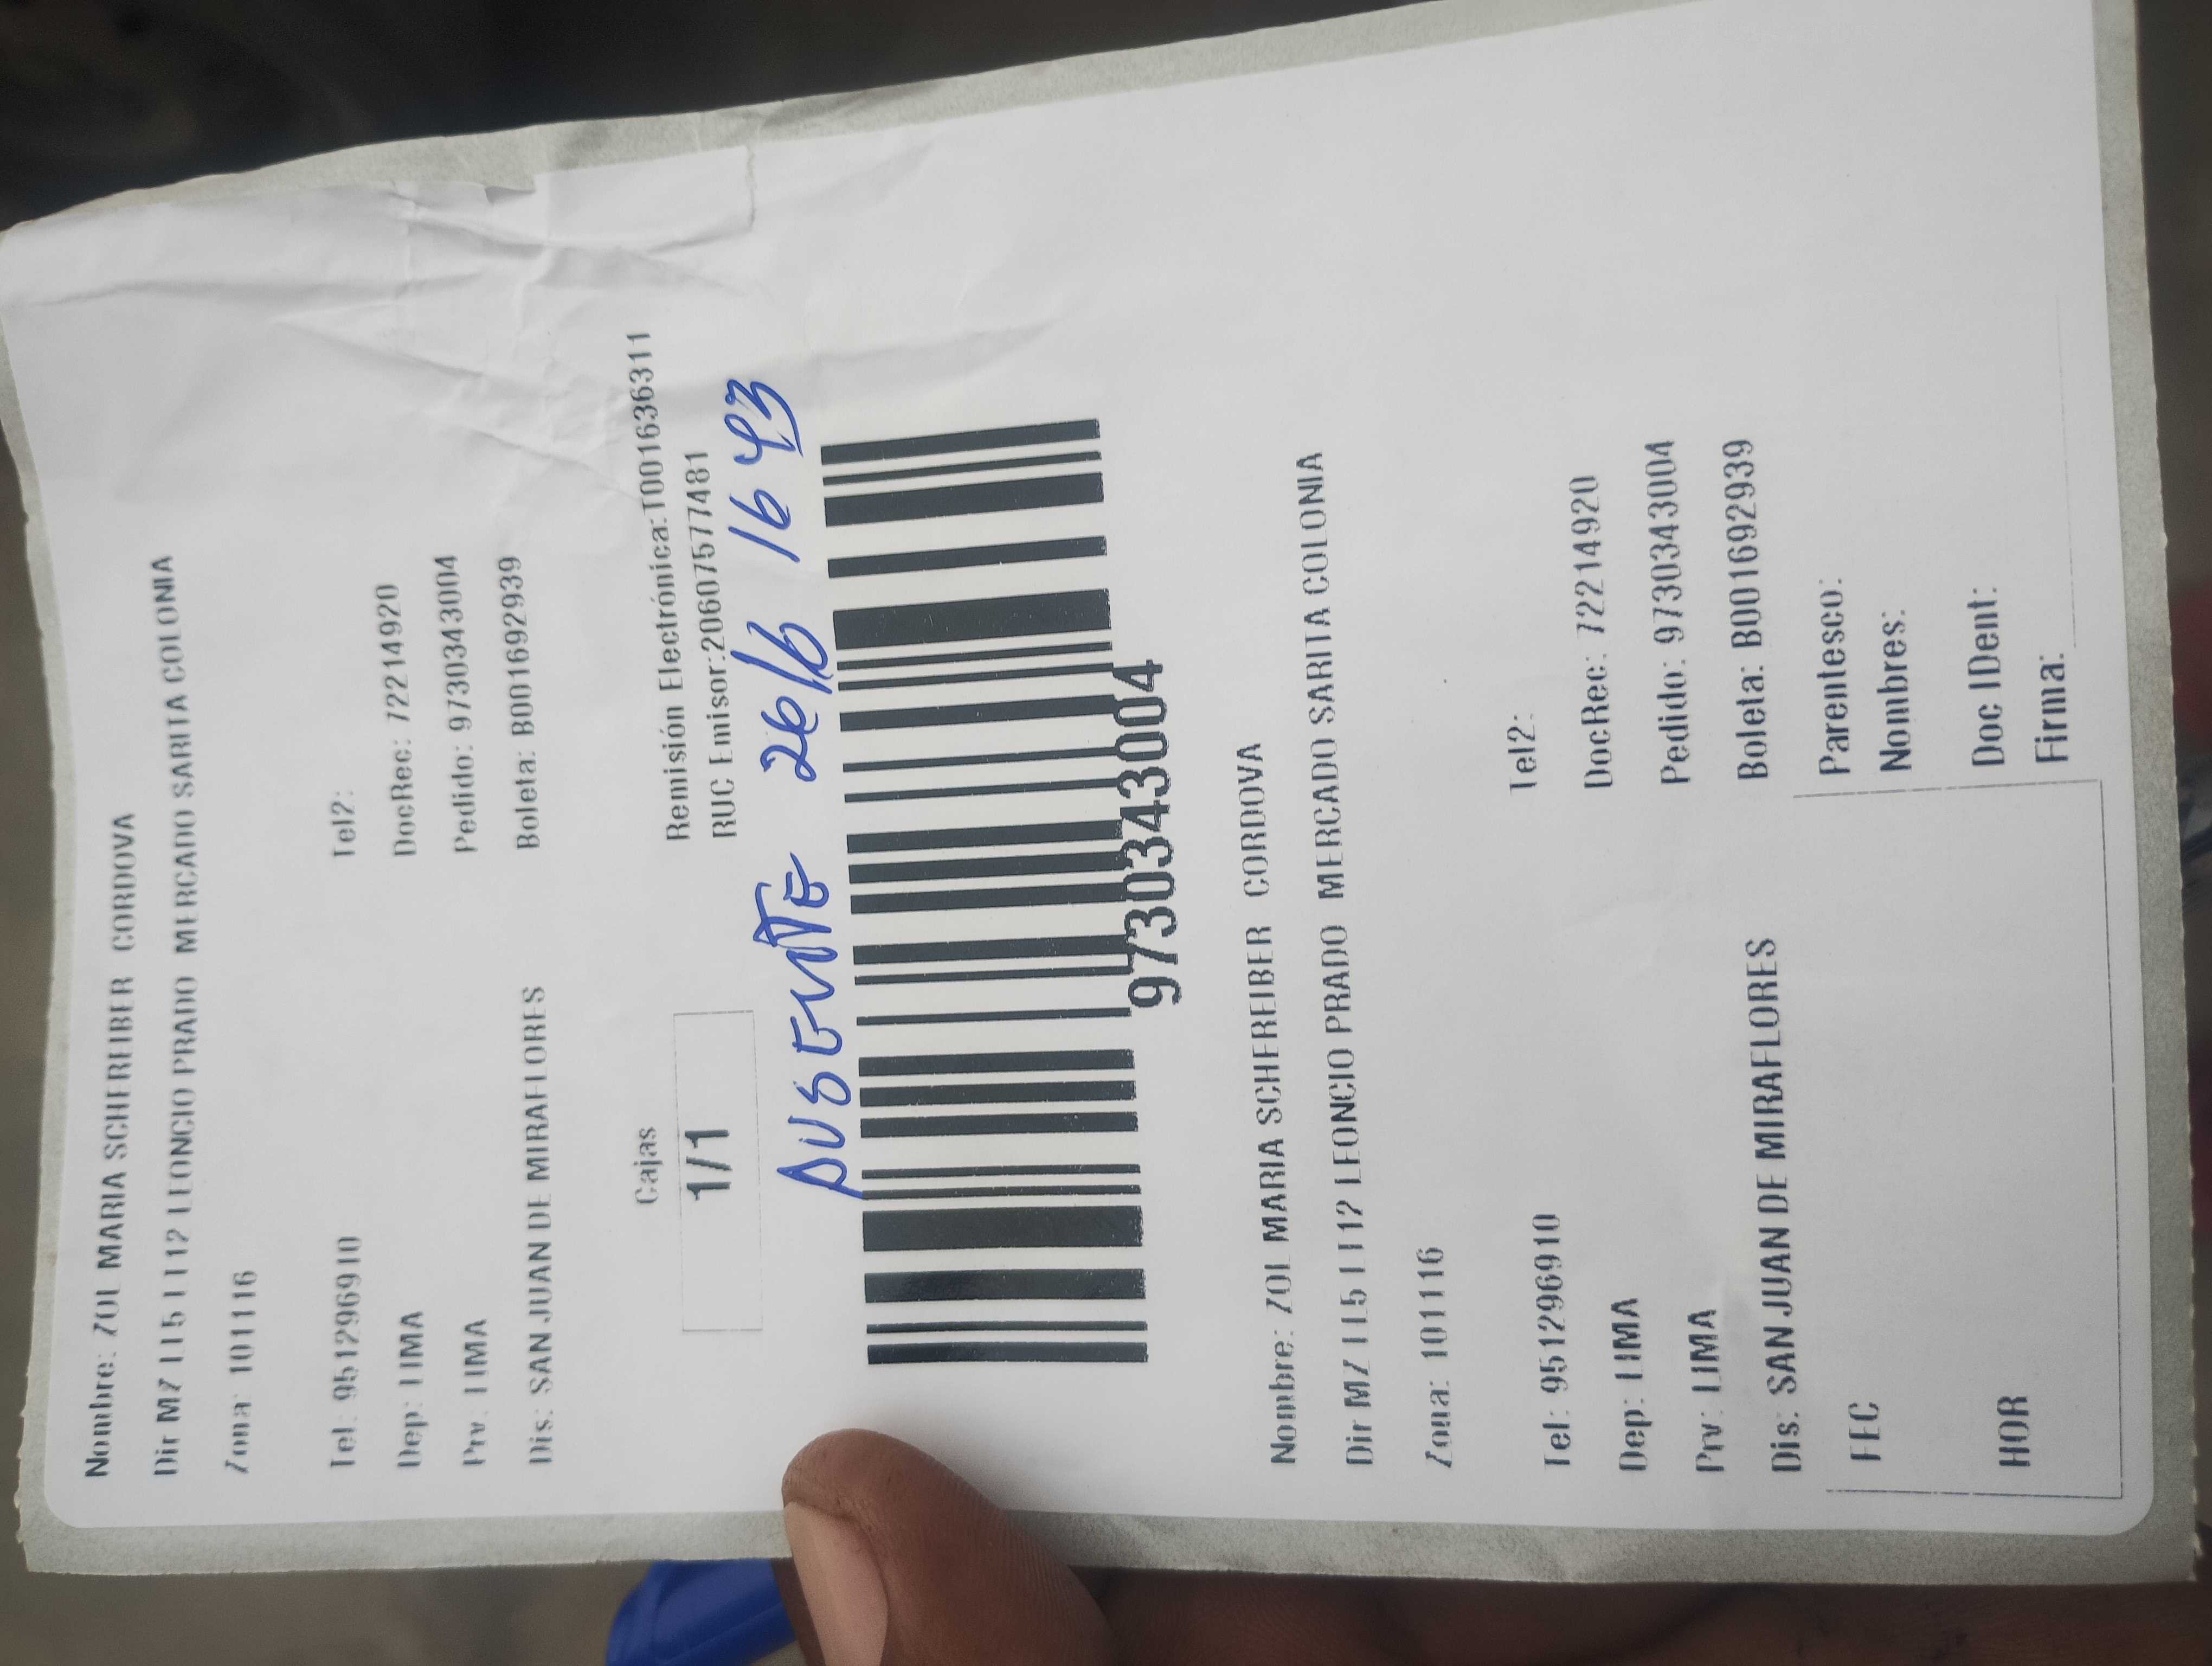 Nombre: ZOI MARIA SCHEREIBER CORDOVA
Dir MZ L15 LT12 LEONCIO PRADO MERCADO SARITA COLONIA
Zona: 101116
Tel: 951296910 Tel2:
Dep: LIMA DocRec: 72214920
Prv: LIMA Pedido: 9730343004
Dis: SAN JUAN DE MIRAFLORES Boleta: B001692939
Cajas
1/1
Remisión Electrónica:T001636311
RUC Emisor:20607577481
AUSENTE 26/6 16 43
9730343004
Nombre: ZOI MARIA SCHEREIBER CORDOVA
Dir MZ L15 LT12 LEONCIO PRADO MERCADO SARITA COLONIA
Zona: 101116
Tel: 951296910 Tel2:
Dep: LIMA DocRec: 72214920
Prv: LIMA Pedido: 9730343004
Dis: SAN JUAN DE MIRAFLORES Boleta: B001692939
FEC Parentesco:
Nombres:
HOR Doc IDent:
Firma: